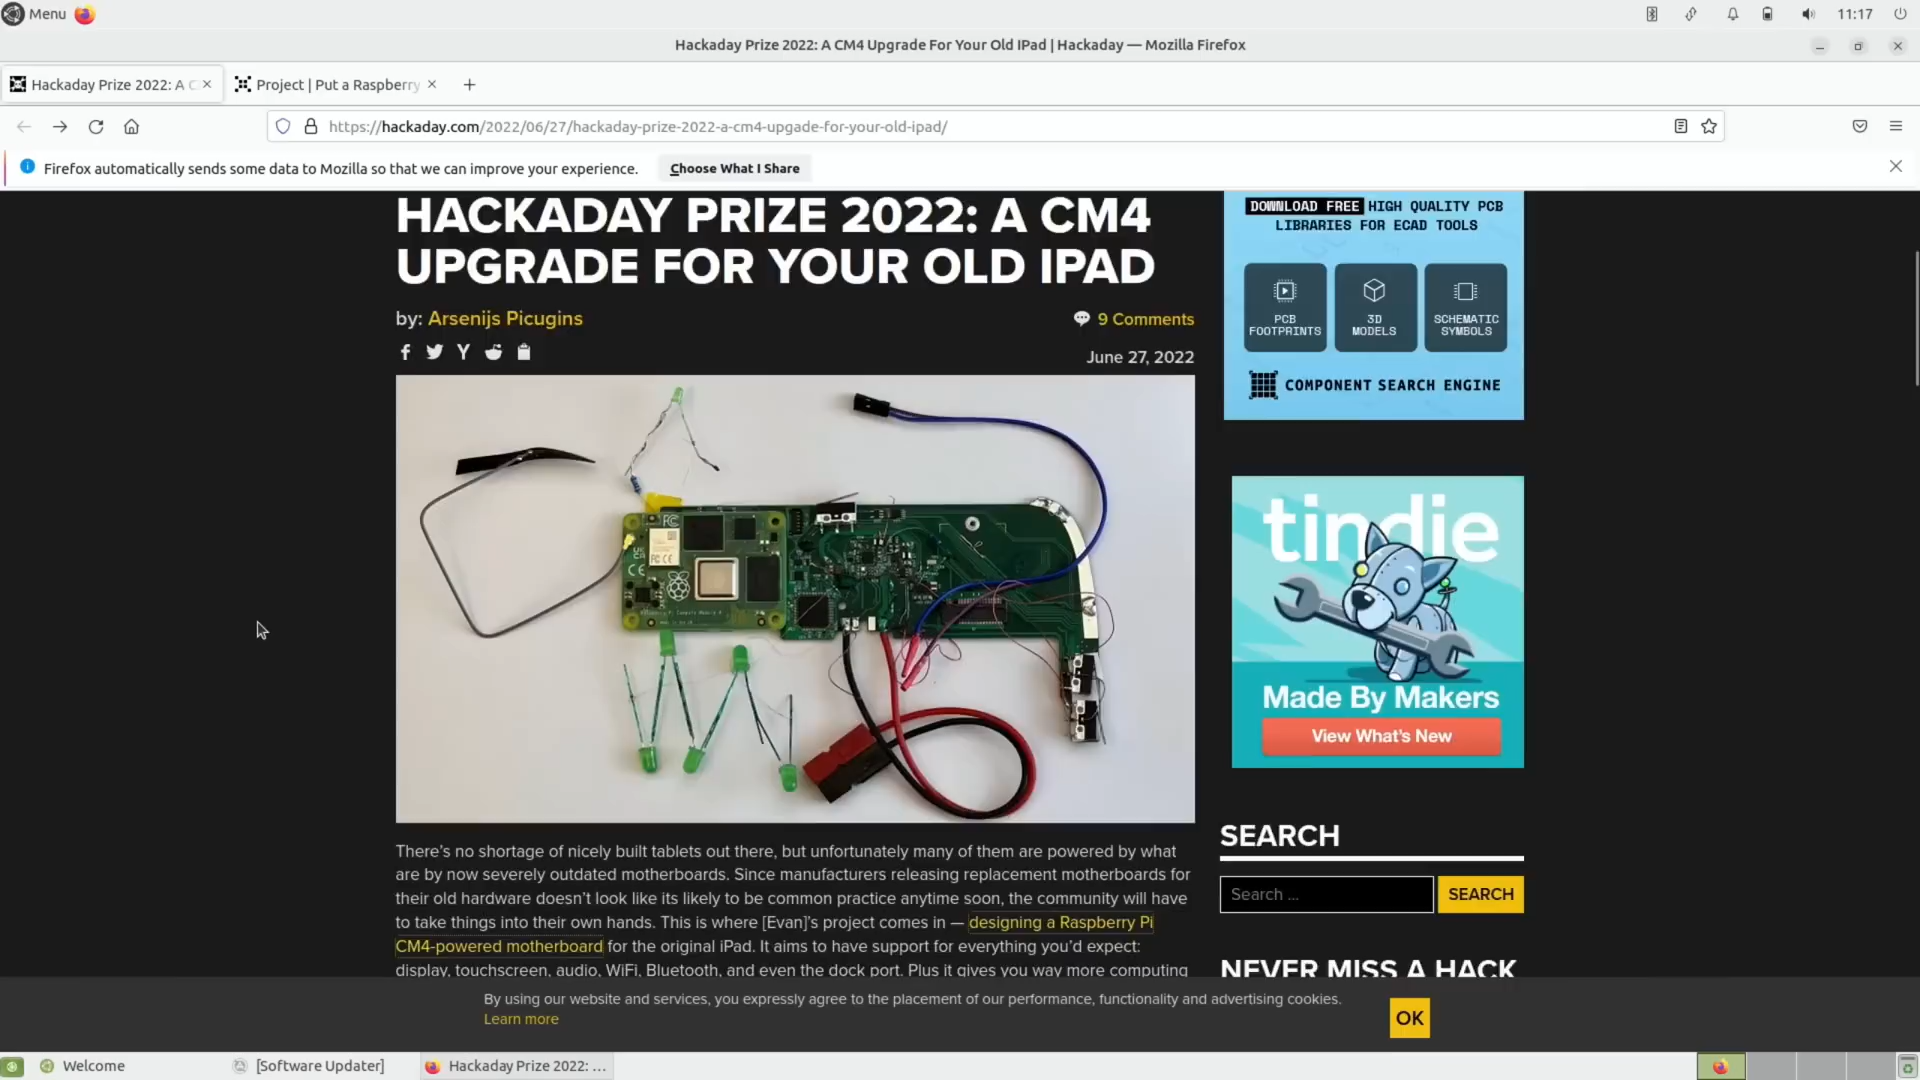 Menu
11:17
Hackaday Prize 2022: A CM4 Upgrade For Your Old IPad | Hackaday — Mozilla Firefox
Hackaday Prize 2022: A C
Project | Put a Raspberry
https://hackaday.com/2022/06/27/hackaday-prize-2022-a-cm4-upgade-for-your-old-ipad/
Firefox automatically sends some data to Mozilla so that we can improve your experience.
Choose What I Share
HACKADAY PRIZE 2022: A CM4
UPGRADE FOR YOUR OLD IPAD
by: Arsenijs Picugins
9 Comments
June 27, 2022
There's no shortage of nicely built tablets out there, but unfortunately many of them are powered by what
are by now severely outdated motherboards. Since manufacturers releasing replacement motherboards for
their old hardware doesn't look like its likely to be common practice anytime soon, the community will have
to take things into their own hands. This is where [Evan]'s project comes in — designing a Raspberry Pi
CM4-powered motherboard for the original iPad. It aims to have support for everything you'd expect:
display, touchscreen, audio, WiFi, Bluetooth, and even the dock port. Plus it gives you way more computing
DOWNLOAD FREE HIGH QUALITY PCB
LIBRARIES FOR ECAD TOOLS
PCB
FOOTPRINTS
3D
MODELS
SCHEMATIC
SYMBOLS
COMPONENT SEARCH ENGINE
tindie
Made By Makers
View What's New
SEARCH
Search ...
SEARCH
NEVER MISS A HACK
By using our website and services, you expressly agree to the placement of our performance, functionality and advertising cookies.
Learn more
OK
Welcome
[Software Updater]
Hackaday Prize 2022: ...